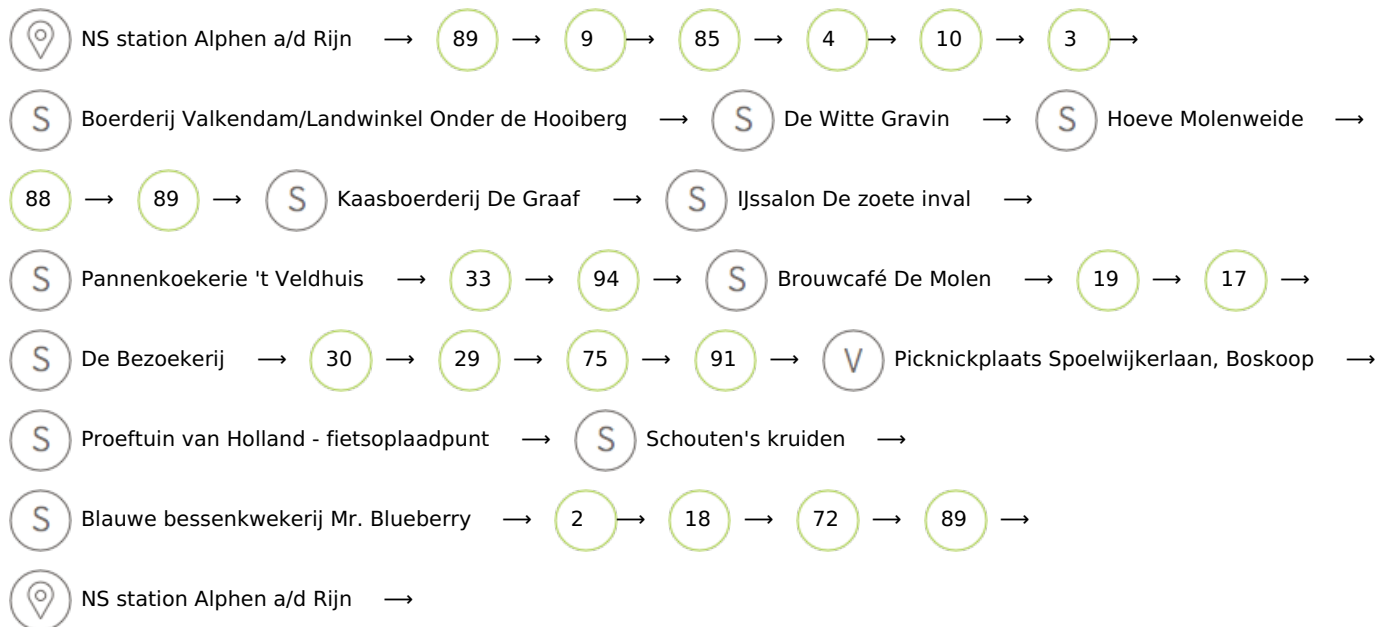 NS station Alphen a/d Rijn → 89 → 9 → 85 → 4 → 10 → 3 →
S Boerderij Valkendam/Landwinkel Onder de Hooiberg → S De Witte Gravin → S Hoeve Molenweide →
88 → 89 → S Kaasboerderij De Graaf → S IJssalon De zoete inval →
S Pannenkoekerie 't Veldhuis → 33 → 94 → S Brouwcafé De Molen → 19 → 17 →
S De Bezoekerij → 30 → 29 → 75 → 91 → V Picknickplaats Spoelwijkerlaan, Boskoop →
S Proeftuin van Holland - fietsoplaadpunt → S Schouten's kruiden →
S Blauwe bessenkwekerij Mr. Blueberry → 2 → 18 → 72 → 89 →
NS station Alphen a/d Rijn →